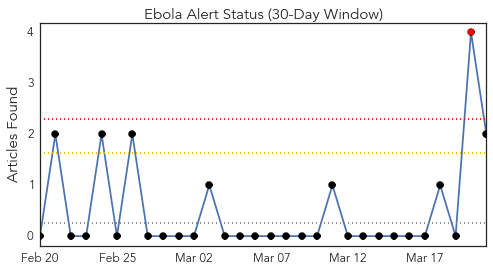 Ebola Alert Status (30-Day Window)
Articles Found
4
3
2
1
0
Feb 20
Feb 25
Mar 02
Mar 07
Mar 12
Mar 17